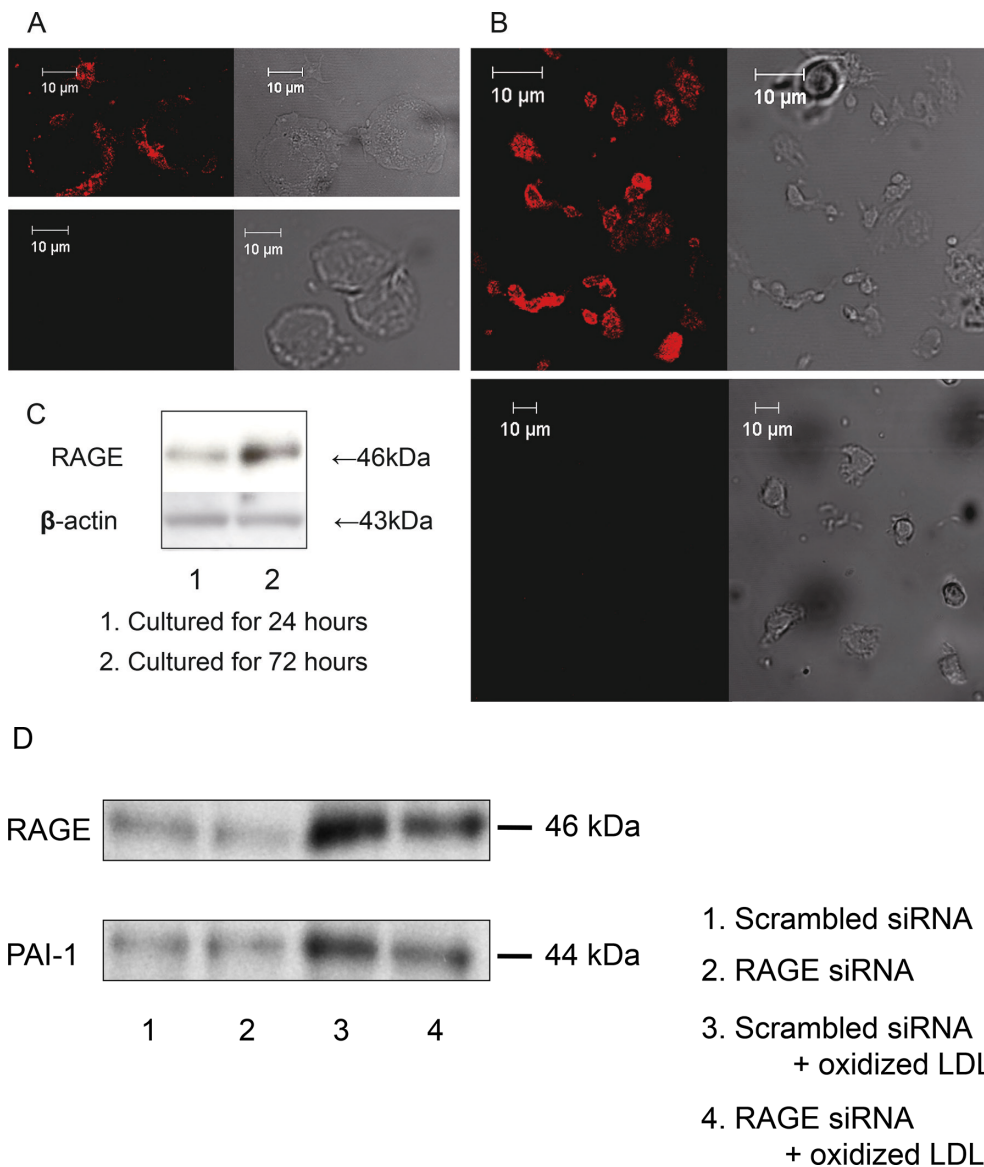 A
B
10 µm
10 µm
10 µm
10 µm
10 µm
10 µm
10 µm
10 µm
C
RAGE
←46kDa
β-actin
←43kDa
1
2
1. Cultured for 24 hours
2. Cultured for 72 hours
D
RAGE
46 kDa
PAI-1
44 kDa
1
2
3
4
1. Scrambled siRNA
2. RAGE siRNA
3. Scrambled siRNA
+ oxidized LDL
4. RAGE siRNA
+ oxidized LDL